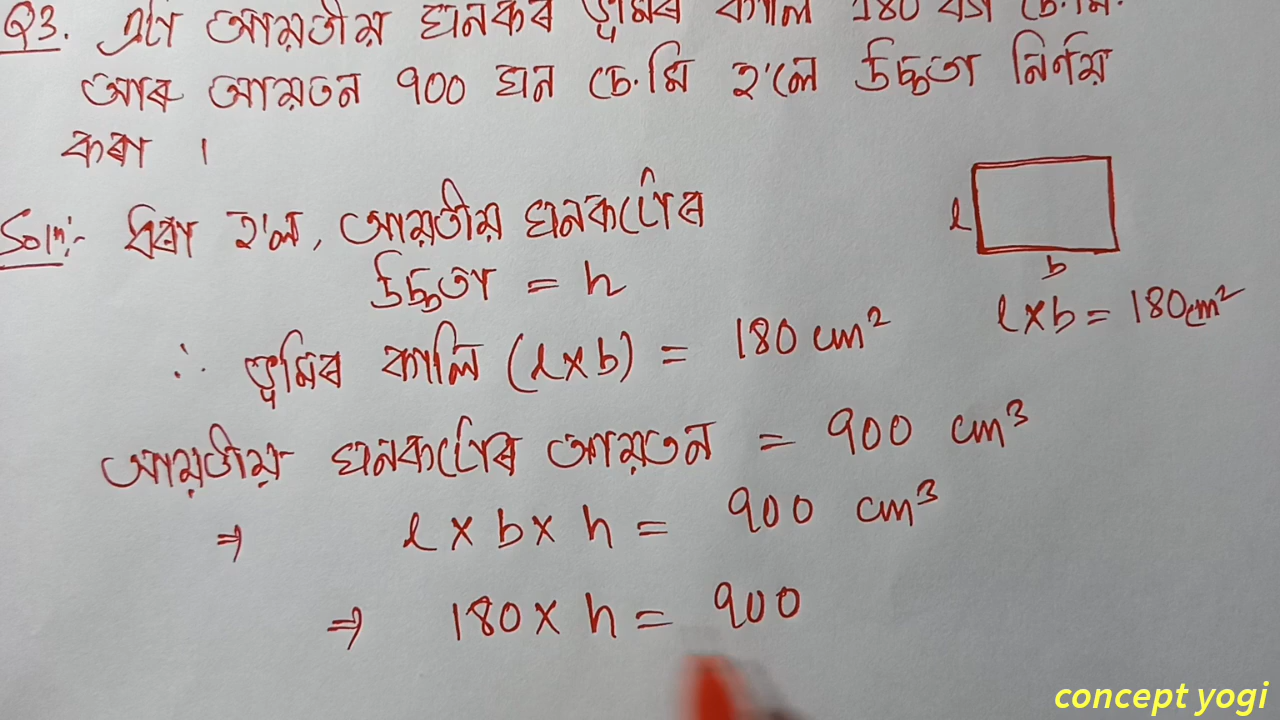 Q3. এটা আয়তীয় ঘনকৰ ভূমিৰ কালি 180 বৰ্গ চে.মি.
আৰু আয়তন 900 ঘন চে.মি হ'লে উচ্চতা নিৰ্ণয়
কৰা ।
Soln:- ধৰা হ'ল, আয়তীয় ঘনকটোৰ
উচ্চতা = h
l
b
l×b = 180cm²
∴ ভূমিৰ কালি (l×b) = 180 cm²
আয়তীয় ঘনকটোৰ আয়তন = 900 cm³
⇒ l × b × h = 900 cm³
⇒ 180 × h = 900
concept yogi